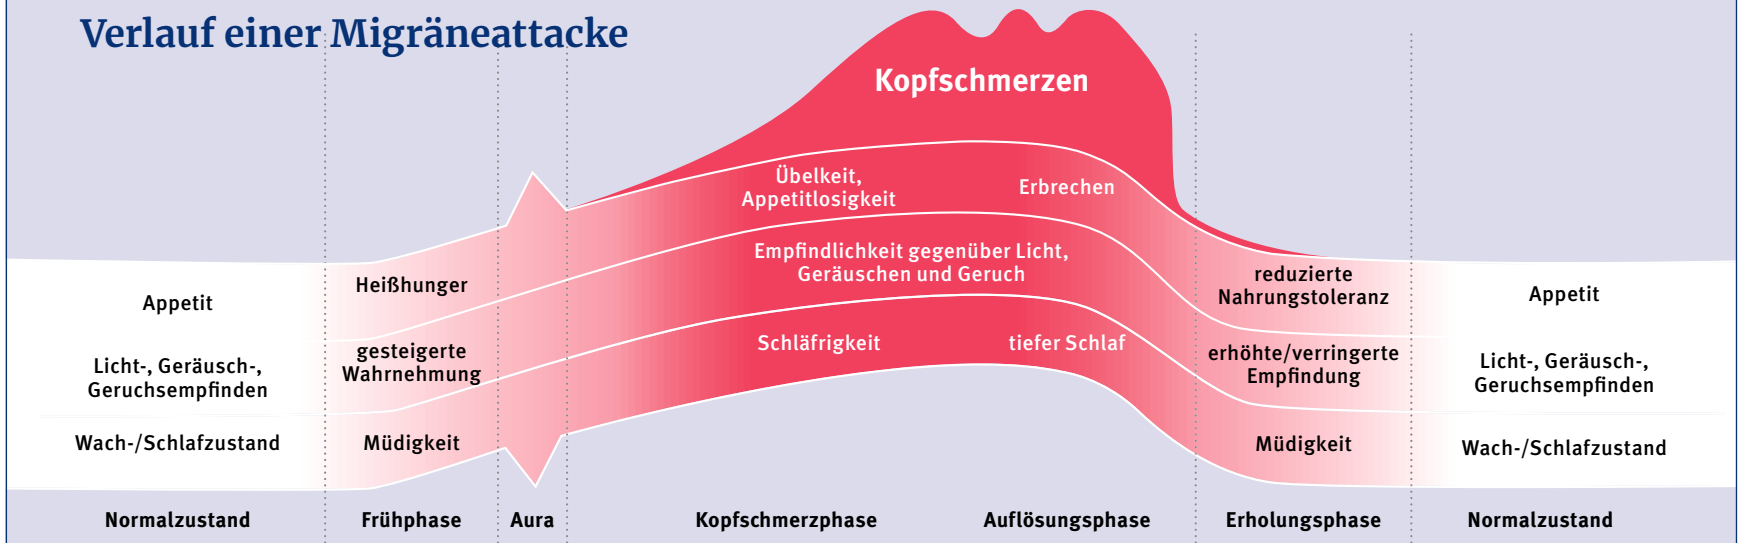 Verlauf einer Migräneattacke
Kopfschmerzen
Übelkeit,
Appetitlosigkeit
Erbrechen
Empfindlichkeit gegenüber Licht,
Geräuschen und Geruch
Schläfrigkeit
tiefer Schlaf
Appetit
Licht-, Geräusch-,
Geruchsempfinden
Wach-/Schlafzustand
Heißhunger
gesteigerte
Wahrnehmung
Müdigkeit
reduzierte
Nahrungstoleranz
erhöhte/verringerte
Empfindung
Müdigkeit
Appetit
Licht-, Geräusch-,
Geruchsempfinden
Wach-/Schlafzustand
Normalzustand
Frühphase
Aura
Kopfschmerzphase
Auflösungsphase
Erholungsphase
Normalzustand